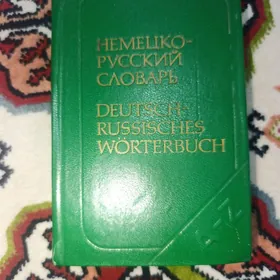 НЕМЕЦКО-
РУССКИЙ
СЛОВАРЬ
DEUTSCH-
RUSSISCHES
WÖRTERBUCH